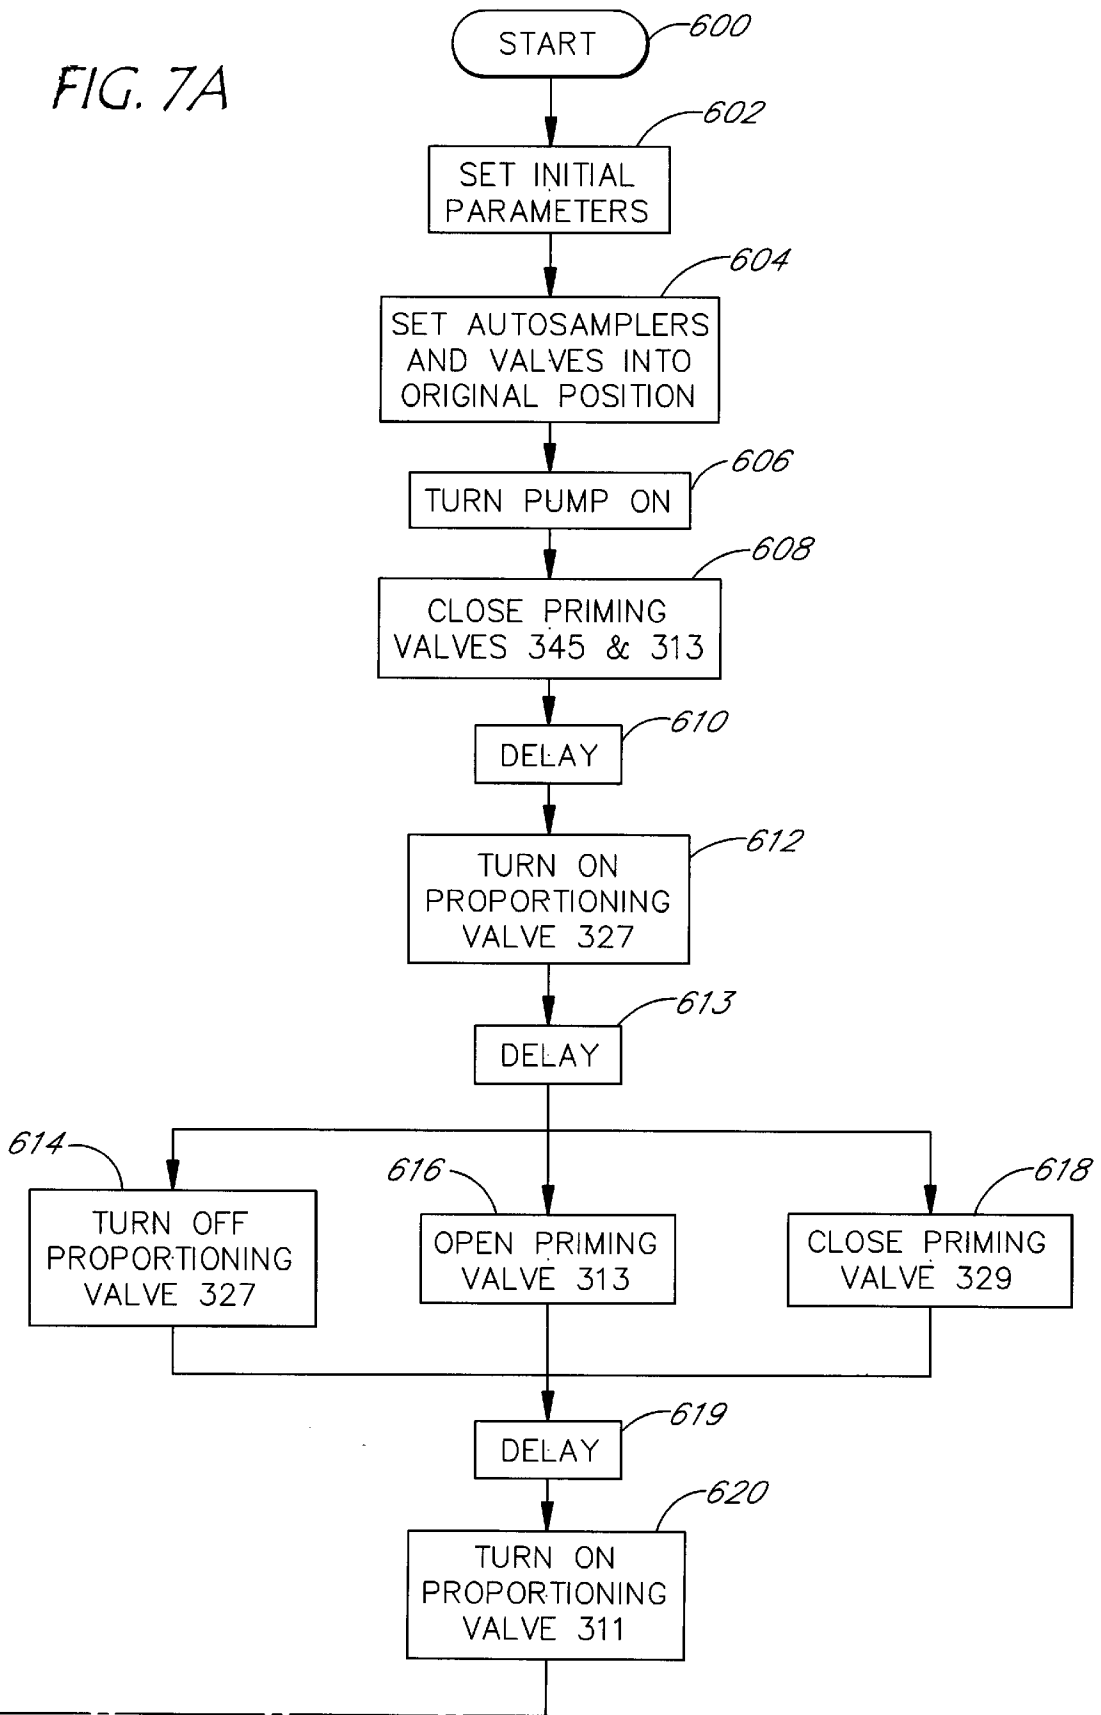 FIG. 7A
START
600
602
SET INITIAL
PARAMETERS
604
SET AUTOSAMPLERS
AND VALVES INTO
ORIGINAL POSITION
606
TURN PUMP ON
608
CLOSE PRIMING
VALVES 345 & 313
610
DELAY
612
TURN ON
PROPORTIONING
VALVE 327
613
DELAY
614
TURN OFF
PROPORTIONING
VALVE 327
616
OPEN PRIMING
VALVE 313
618
CLOSE PRIMING
VALVE 329
619
DELAY
620
TURN ON
PROPORTIONING
VALVE 311